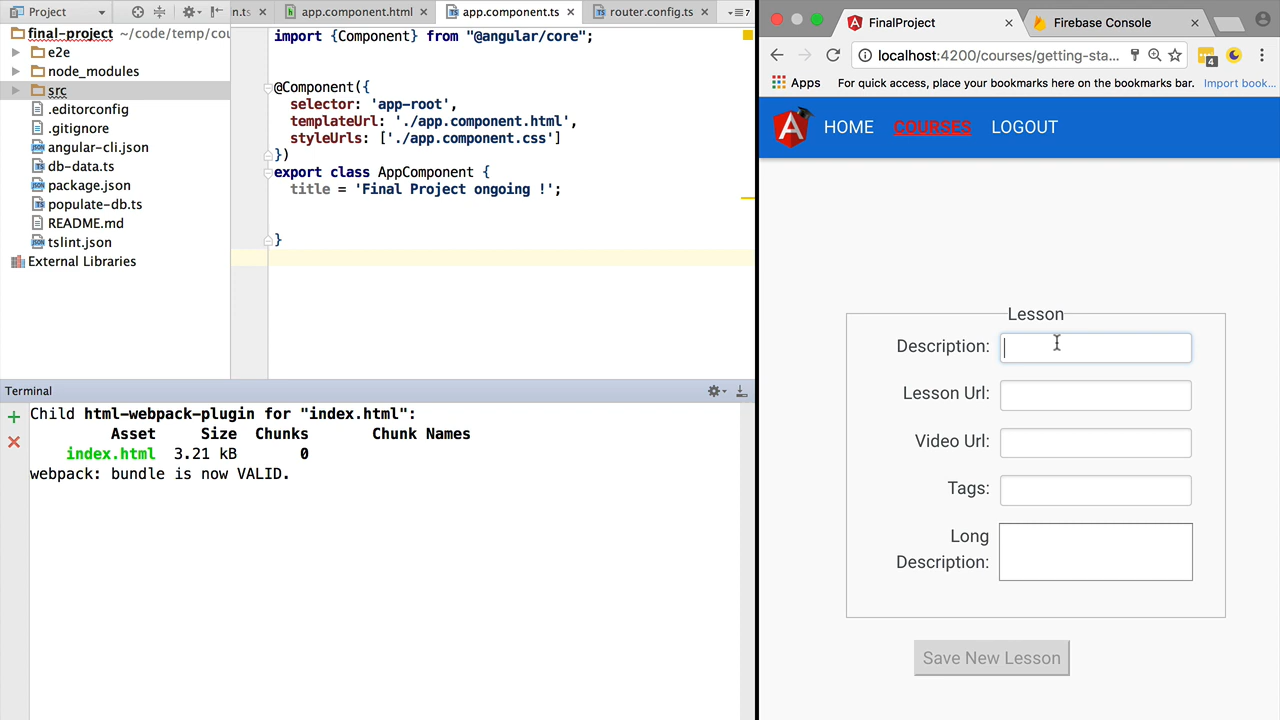 Project
final-project ~/code/temp/cou
e2e
node_modules
src
.editorconfig
.gitignore
angular-cli.json
db-data.ts
package.json
populate-db.ts
README.md
tslint.json
External Libraries
n.ts
app.component.html
app.component.ts
router.config.ts
7
import {Component} from "@angular/core";
@Component({
selector: 'app-root',
templateUrl: './app.component.html',
styleUrls: ['./app.component.css']
})
export class AppComponent {
title = 'Final Project ongoing !';
}
Terminal
Child html-webpack-plugin for "index.html":
Asset Size Chunks Chunk Names
index.html 3.21 kB 0
webpack: bundle is now VALID.
FinalProject
Firebase Console
localhost:4200/courses/getting-sta...
4
Apps
For quick access, place your bookmarks here on the bookmarks bar.
Import book...
A
HOME
COURSES
LOGOUT
Lesson
Description:
Lesson Url:
Video Url:
Tags:
Long
Description:
Save New Lesson